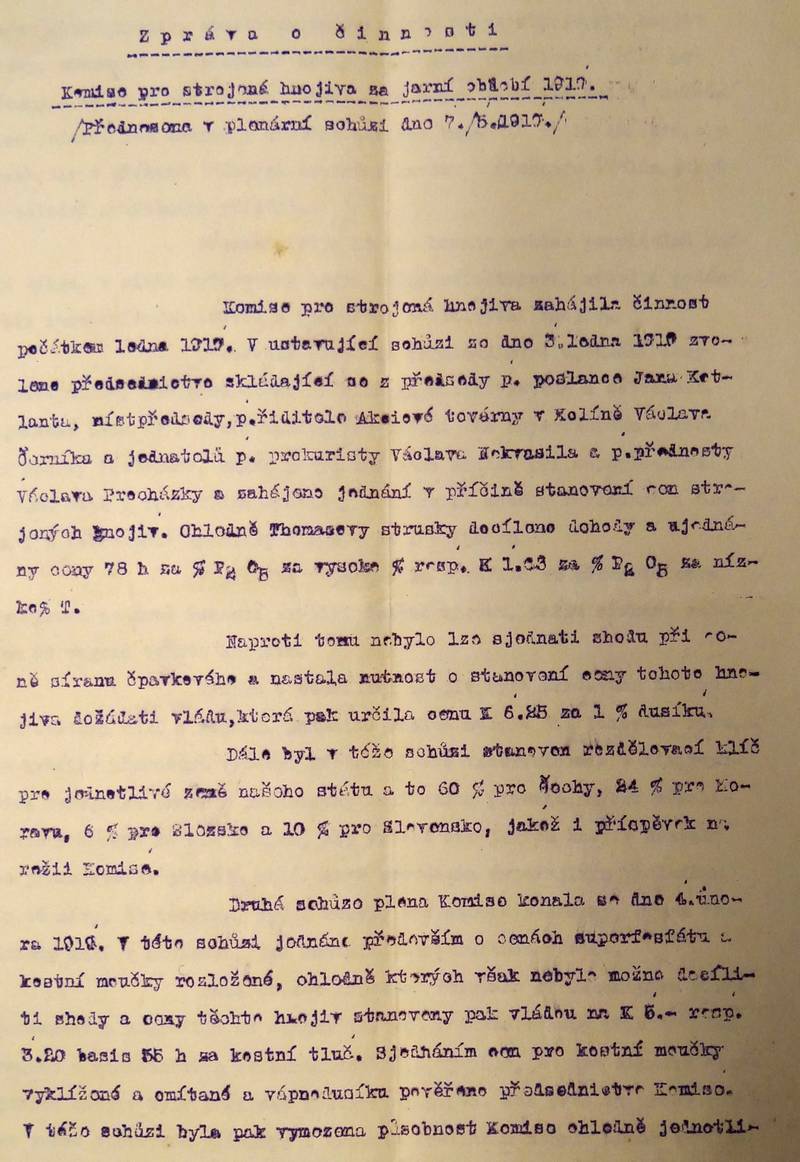 Zpráva o činnosti
Komise pro strojená hnojiva za jarní období 1919.
/Přednesena v plenární schůzi dne 7./5.1919./
Komise pro strojená hnojiva zahájila činnost
počátkem ledna 1919. V ustavující schůzi ze dne 3.ledna 1919 zvo-
leno předsednictvo skládající se z předsedy p. poslance Jana
místpředsedy,p.řiditele Akciové továrny v Kolíně Václava
Formíka a jednatelů p. prokuristy Václava Nekvasila a p.přednosty
Václava Procházky a zahájeno jednání v příčině stanovení cen stro-
jených hnojiv. Ohledně Thomasovy strusky docíleno dohody a ujedná-
ny ceny 78 h za % P2 O5 za vysoko % resp. K 1.03 za % P2 O5 za níz-
ko% T.
Naproti tomu nebylo lze sjednati shodu při ce-
ně síranu čpavkového a nastala nutnost o stanovení ceny tohoto hno-
jiva dožádati vládu,která pak určila cenu K 6.25 za 1 % dusíku.
Dále byl v téže schůzi stanoven rozdělovací klíč
pro jednotlivé země našeho státu a to 60 % pro Čechy, 24 % pro Mo-
ravu, 6 % pro Slezsko a 10 % pro Slovensko, jakož i příspěvek na
režii Komise.
Druhá schůze plena Komise konala se dne 4.úno-
ra 1919. V této schůzi jednáno především o cenách superfosfátu a
kostní moučky rozložené, ohledně kterých však nebylo možno docíli-
ti shody a ceny těchto hnojiv stanoveny pak vládou na K 5.- resp.
3.20 basis 55 h za kostní tluč. Sjednáním cen pro kostní moučky
vyklížené a omítané a vápnodusíku pověřeno předsednictvo Komise.
V téže schůzi byla pak vymezena působnost Komise ohledně jednotli-